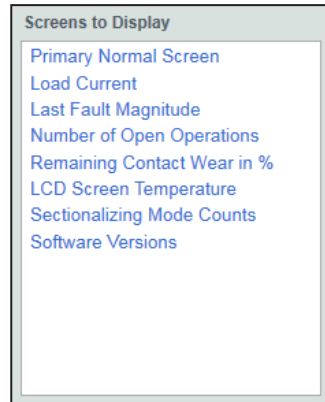 Screens to Display
Primary Normal Screen
Load Current
Last Fault Magnitude
Number of Open Operations
Remaining Contact Wear in %
LCD Screen Temperature
Sectionalizing Mode Counts
Software Versions